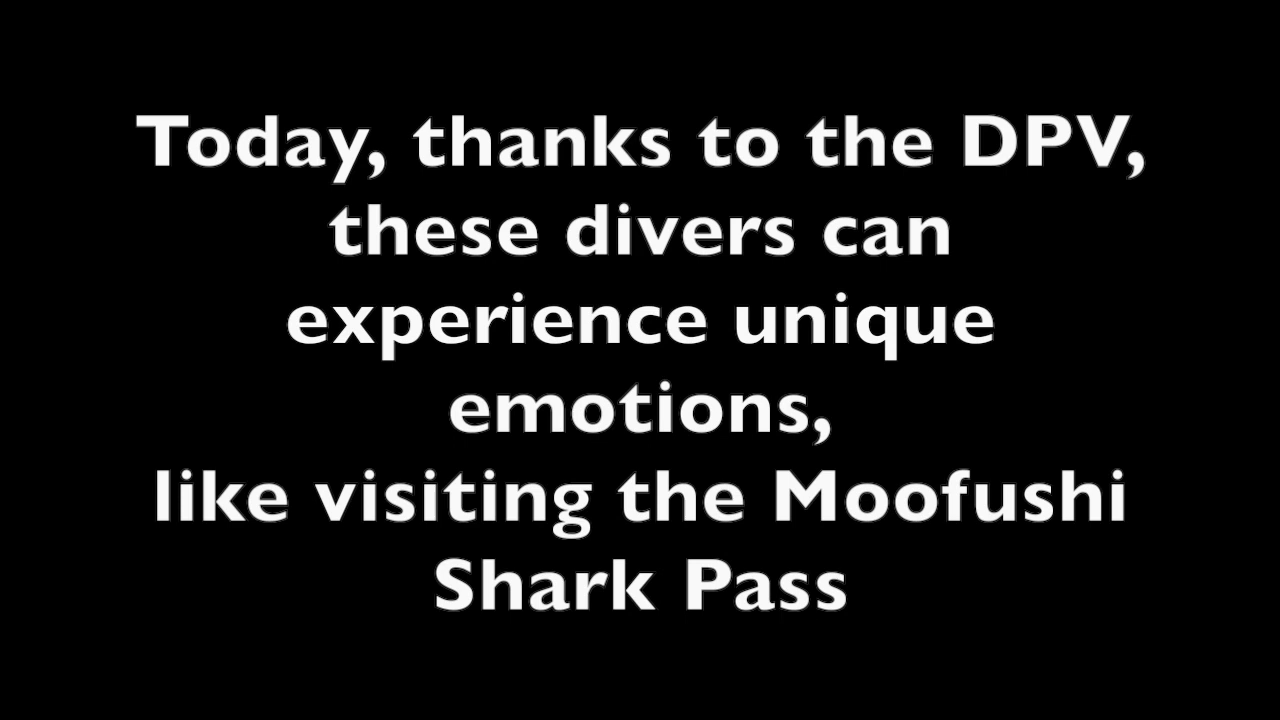 Today, thanks to the DPV,
these divers can
experience unique
emotions,
like visiting the Moofushi
Shark Pass